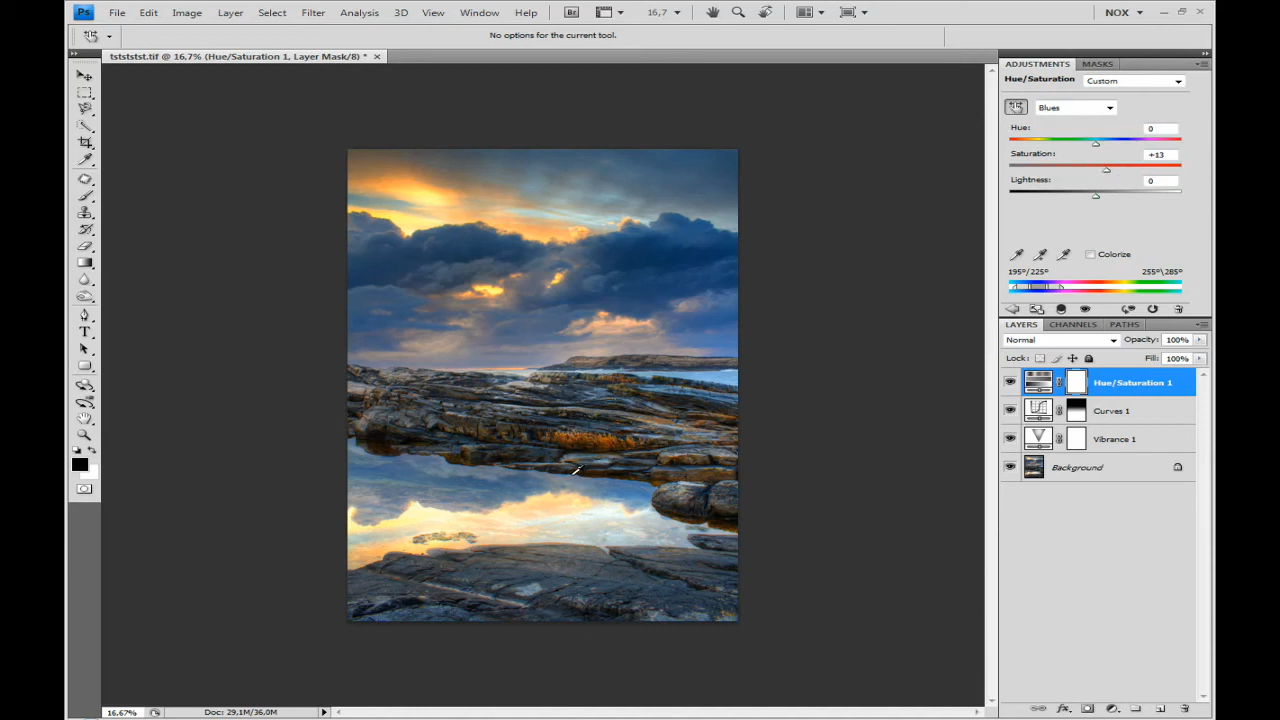 Ps File Edit Image Layer Select Filter Analysis 3D View Window Help Br 16,7 NOX
No options for the current tool.
tstststst.tif @ 16,7% (Hue/Saturation 1, Layer Mask/8) *
ADJUSTMENTS MASKS
Hue/Saturation Custom
Blues
Hue: 0
Saturation: +13
Lightness: 0
Colorize
195°/225° 255°\285°
LAYERS CHANNELS PATHS
Normal Opacity: 100%
Lock: Fill: 100%
Hue/Saturation 1
Curves 1
Vibrance 1
Background
T
16.67% Doc: 29,1M/36,0M
fx